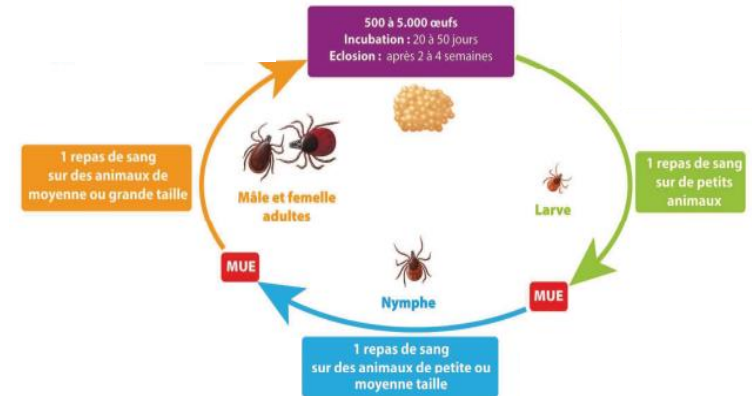 500 à 5.000 œufs
Incubation : 20 à 50 jours
Eclosion : après 2 à 4 semaines
1 repas de sang
sur de petits
animaux
Larve
MUE
1 repas de sang
sur des animaux de petite ou
moyenne taille
Nymphe
MUE
1 repas de sang
sur des animaux de
moyenne ou grande taille
Mâle et femelle
adultes